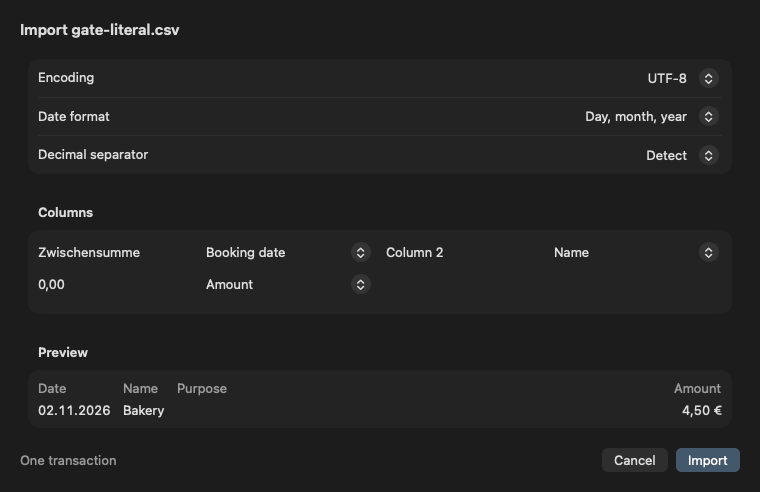 Import gate-literal.csv
Encoding UTF-8
Date format Day, month, year
Decimal separator Detect
Columns
Zwischensumme Booking date Column 2 Name
0,00 Amount
Preview
Date Name Purpose Amount
02.11.2026 Bakery 4,50 €
One transaction Cancel Import